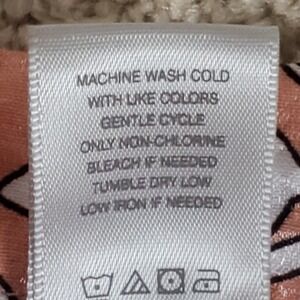 MACHINE WASH COLD
WITH LIKE COLORS
GENTLE CYCLE
ONLY NON-CHLORINE
BLEACH IF NEEDED
TUMBLE DRY LOW
LOW IRON IF NEEDED